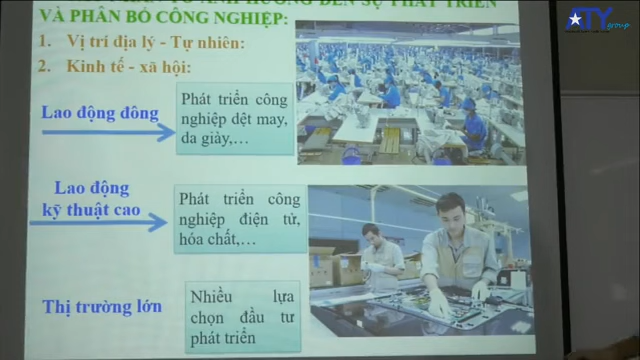 VÀ PHÂN BỐ CÔNG NGHIỆP:
1. Vị trí địa lý - Tự nhiên:
2. Kinh tế - xã hội:
Lao động đông
Phát triển công
nghiệp dệt may,
da giày,…
Lao động
kỹ thuật cao
Phát triển công
nghiệp điện tử,
hóa chất,…
Thị trường lớn
Nhiều lựa
chọn đầu tư
phát triển
ATY group